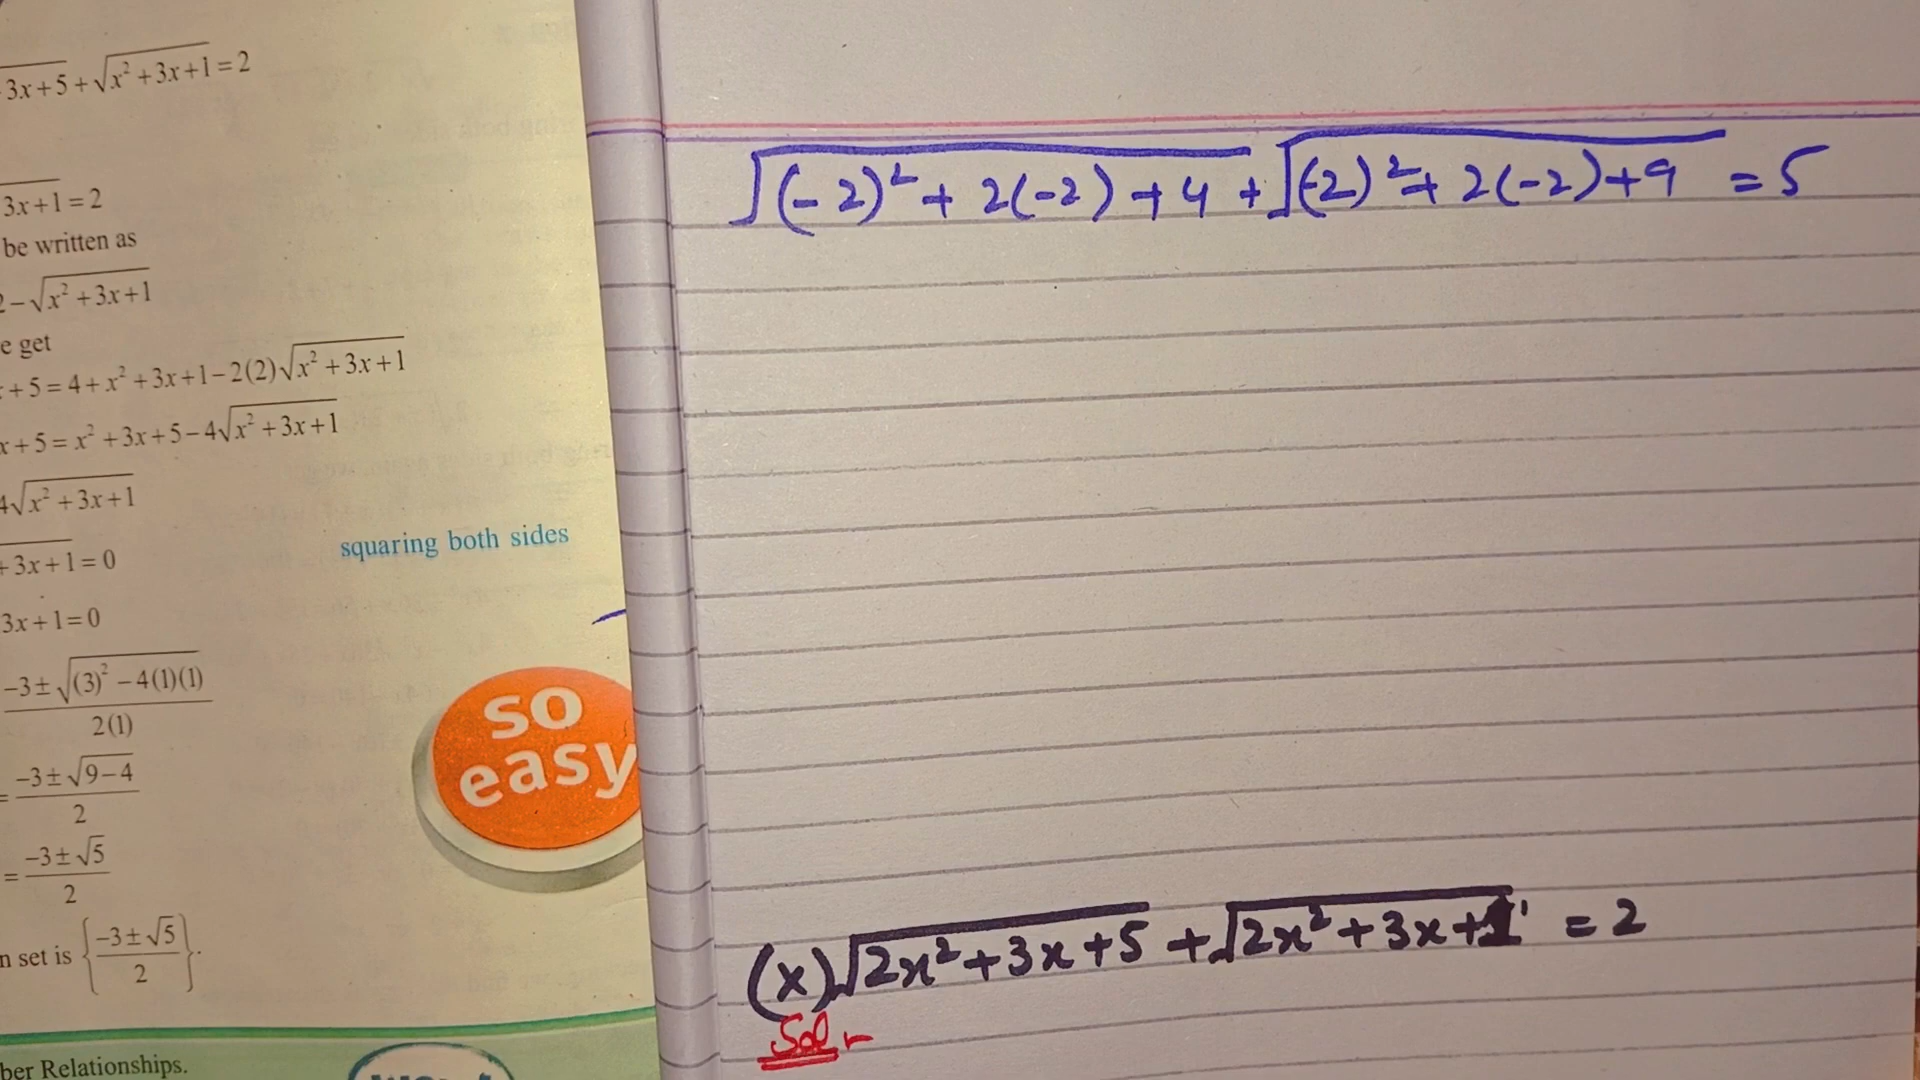 3x+5 + √x² + 3x + 1 = 2
3x + 1 = 2
be written as
2 – √x² + 3x + 1
e get
+ 5 = 4 + x² + 3x + 1 – 2(2)√x² + 3x + 1
x + 5 = x² + 3x + 5 – 4√x² + 3x + 1
4√x² + 3x + 1
+ 3x + 1 = 0
squaring both sides
3x + 1 = 0
–3 ± √(3)² – 4(1)(1)
2(1)
= –3 ± √9 – 4
2
= –3 ± √5
2
n set is {–3 ± √5 / 2}.
so
easy
ber Relationships.
√(-2)² + 2(-2) + 4 + √(-2)² + 2(-2) + 9 = 5
(x) √2x² + 3x + 5 + √2x² + 3x + 1 = 2
Sol